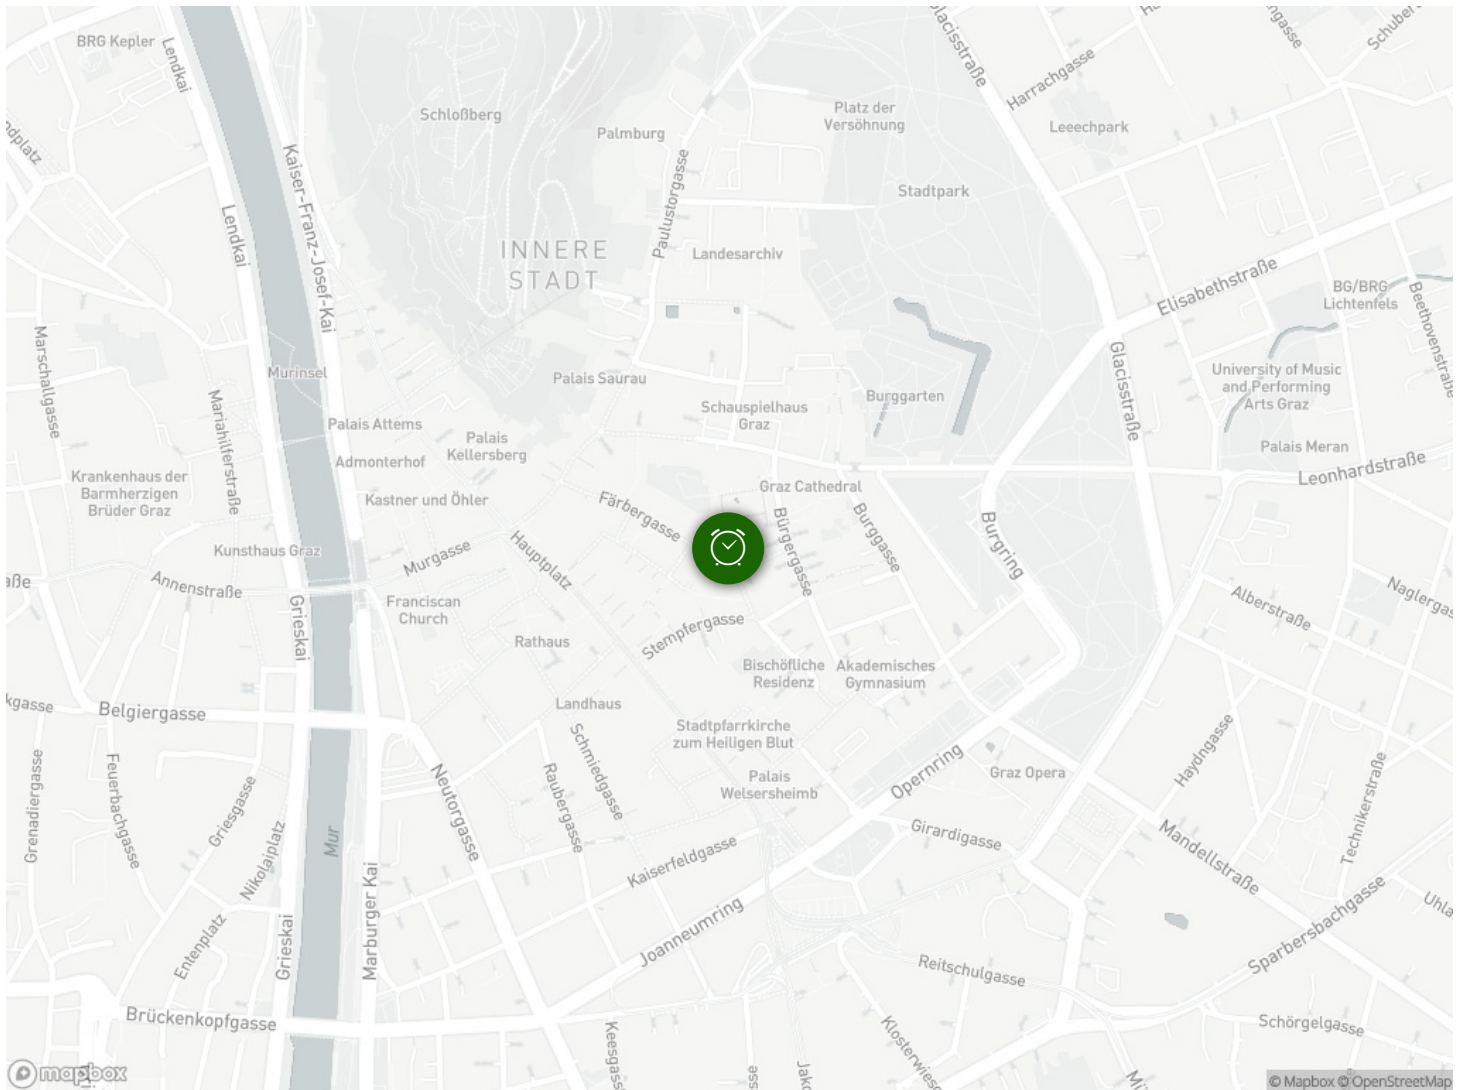 BRG Kepler
Lendkai
Schloßberg
Palmburg
Platz der
Versöhnung
Glacisstraße
Harrachgasse
Leeechpark
Kaiser-Franz-Josef-Kai
Paulustorgasse
Stadtpark
Lendkai
INNERE
STADT
Landesarchiv
Elisabethstraße
BG/BRG
Lichtenfels
Beethovenstraße
Marschallgasse
Murinsel
Mariahilferstraße
Palais Saurau
Glacisstraße
University of Music
and Performing
Arts Graz
Burggarten
Schauspielhaus
Graz
Palais Attems
Palais
Kellersberg
Palais Meran
Admonterhof
Leonhardstraße
Krankenhaus der
Barmherzigen
Brüder Graz
Kastner und Öhler
Graz Cathedral
Färbergasse
Bürgergasse
Burggasse
Burgring
Kunsthaus Graz
Murgasse
Hauptplatz
Annenstraße
Grieskai
Franciscan
Church
Alberstraße
Stempfergasse
Rathaus
Bischöfliche
Residenz
Akademisches
Gymnasium
Belgiergasse
Landhaus
Stadtpfarrkirche
zum Heiligen Blut
Schmiedgasse
Haydngasse
Grenadiergasse
Feuerbachgasse
Griesgasse
Neutorgasse
Raubergasse
Palais
Welsersheimb
Opernring
Graz Opera
Technikerstraße
Nikolaiplatz
Mur
Girardigasse
Mandellstraße
Kaiserfeldgasse
Marburger Kai
Grieskai
Entenplatz
Joanneumring
Sparbersbachgasse
Reitschulgasse
Brückenkopfgasse
Schörgelgasse
mapbox
© Mapbox © OpenStreetMap